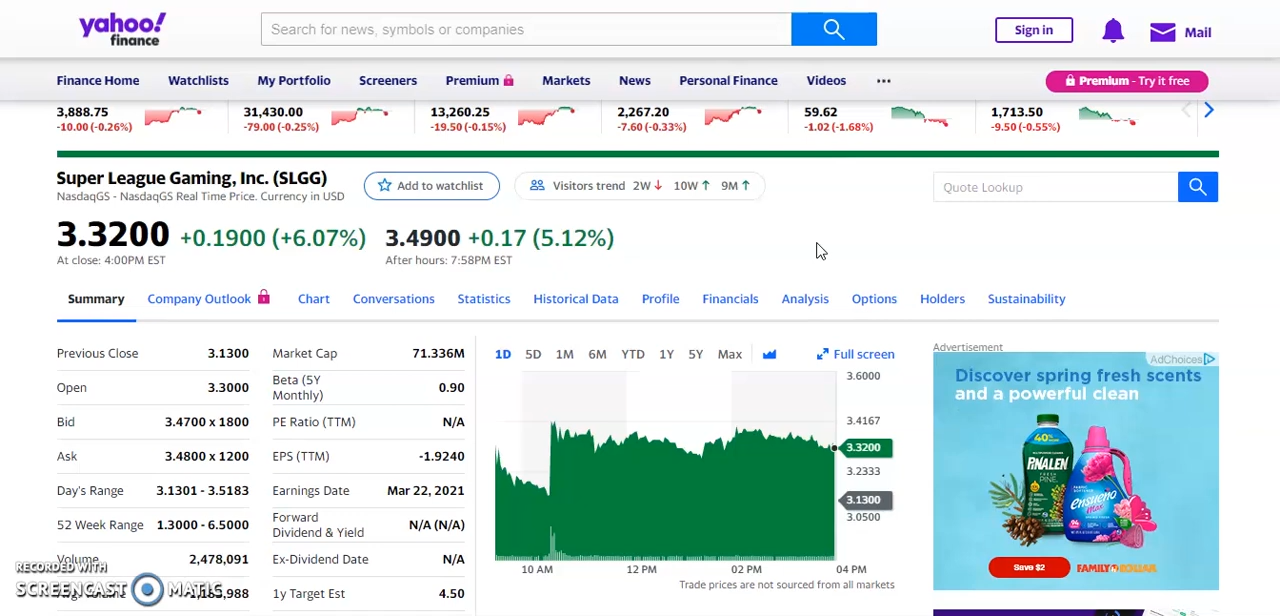 yahoo!
finance
Search for news, symbols or companies
Sign in
Mail
Finance Home Watchlists My Portfolio Screeners Premium Markets News Personal Finance Videos ••• Premium - Try it free
3,888.75 31,430.00 13,260.25 2,267.20 59.62 1,713.50
-10.00 (-0.26%) -79.00 (-0.25%) -19.50 (-0.15%) -7.60 (-0.33%) -1.02 (-1.68%) -9.50 (-0.55%)
Super League Gaming, Inc. (SLGG)
NasdaqGS - NasdaqGS Real Time Price. Currency in USD
Add to watchlist
Visitors trend 2W↓ 10W↑ 9M↑
Quote Lookup
3.3200 +0.1900 (+6.07%) 3.4900 +0.17 (5.12%)
At close: 4:00PM EST After hours: 7:58PM EST
Summary Company Outlook Chart Conversations Statistics Historical Data Profile Financials Analysis Options Holders Sustainability
Previous Close 3.1300
Open 3.3000
Bid 3.4700 x 1800
Ask 3.4800 x 1200
Day's Range 3.1301 - 3.5183
52 Week Range 1.3000 - 6.5000
Volume 2,478,091
Market Cap 71.336M
Beta (5Y
Monthly) 0.90
PE Ratio (TTM) N/A
EPS (TTM) -1.9240
Earnings Date Mar 22, 2021
Forward
Dividend & Yield N/A (N/A)
Ex-Dividend Date N/A
1y Target Est 4.50
1D 5D 1M 6M YTD 1Y 5Y Max Full screen
3.6000
3.4167
3.3200
3.2333
3.1300
3.0500
10 AM 12 PM 02 PM 04 PM
Trade prices are not sourced from all markets
Advertisement
AdChoices
Discover spring fresh scents
and a powerful clean
40%
PINALEN
FRESH
PINE
ensueño
Max
Save $2
FAMILY DOLLAR
RECORDED WITH
SCREENCAST MATIC